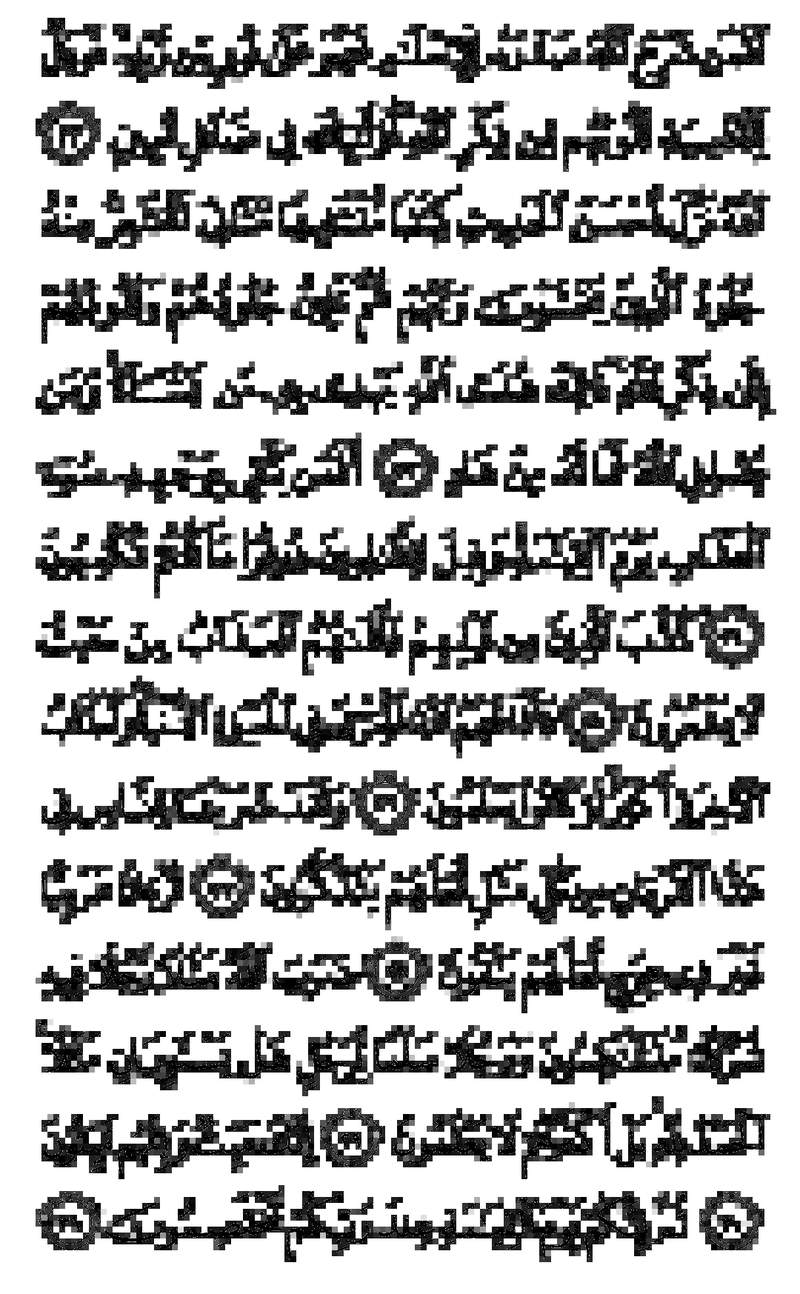 أفمن شرح الله صدره للإسلام فهو على نور من ربه فويل
للقاسية قلوبهم من ذكر الله أولئك في ضلال مبين ٢٢
الله نزل أحسن الحديث كتابا متشابها مثاني تقشعر منه
جلود الذين يخشون ربهم ثم تلين جلودهم وقلوبهم
إلى ذكر الله ذلك هدى الله يهدي به من يشاء ومن
يضلل الله فما له من هاد ٢٣ أفمن يتقي بوجهه سوء
العذاب يوم القيامة وقيل للظالمين ذوقوا ما كنتم تكسبون
٢٤ كذب الذين من قبلهم فأتاهم العذاب من حيث
لا يشعرون ٢٥ فأذاقهم الله الخزي في الحياة الدنيا ولعذاب
الآخرة أكبر لو كانوا يعلمون ٢٦ ولقد ضربنا للناس في
هذا القرآن من كل مثل لعلهم يتذكرون ٢٧ قرآنا عربيا
غير ذي عوج لعلهم يتقون ٢٨ ضرب الله مثلا رجلا فيه
شركاء متشاكسون ورجلا سلما لرجل هل يستويان مثلا
الحمد لله بل أكثرهم لا يعلمون ٢٩ إنك ميت وإنهم ميتون
٣٠ ثم إنكم يوم القيامة عند ربكم تختصمون ٣١